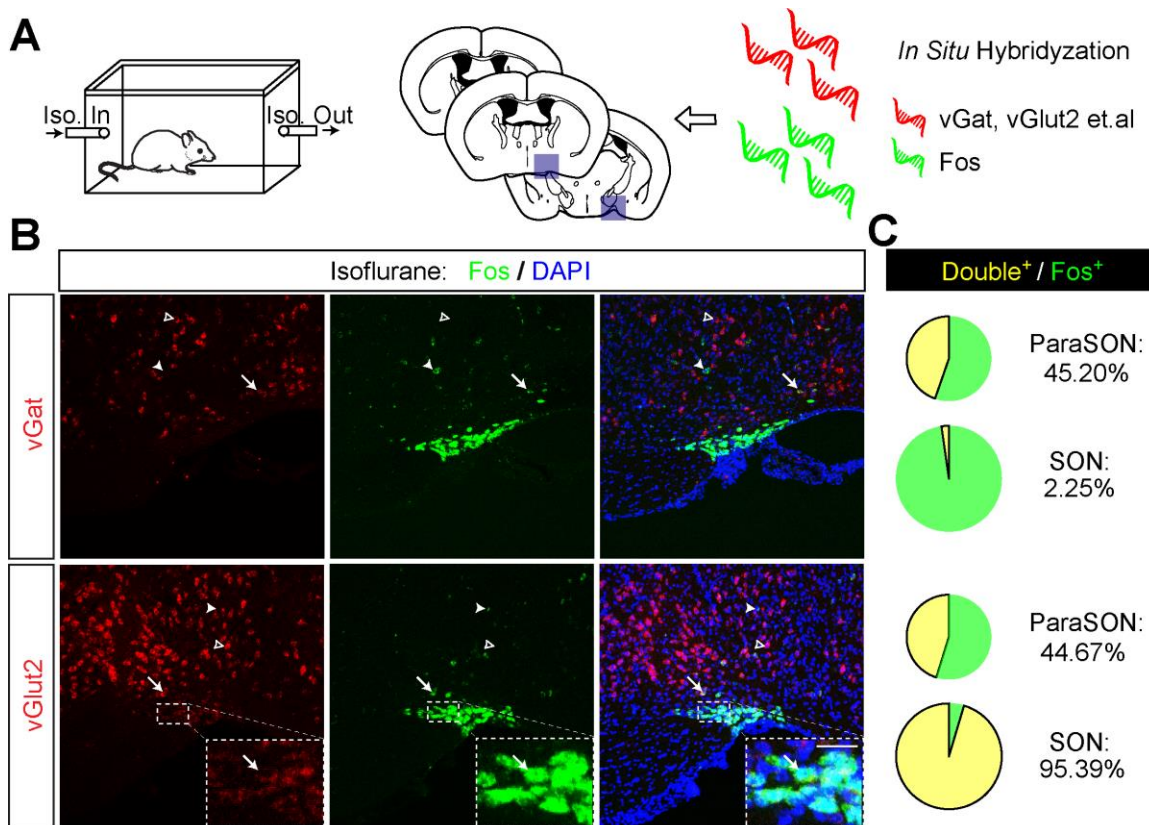 A
Iso. In
Iso. Out
In Situ Hybridyzation
vGat, vGlut2 et.al
Fos
B
Isoflurane: Fos / DAPI
vGat
vGlut2
C
Double⁺ / Fos⁺
ParaSON:
45.20%
SON:
2.25%
ParaSON:
44.67%
SON:
95.39%